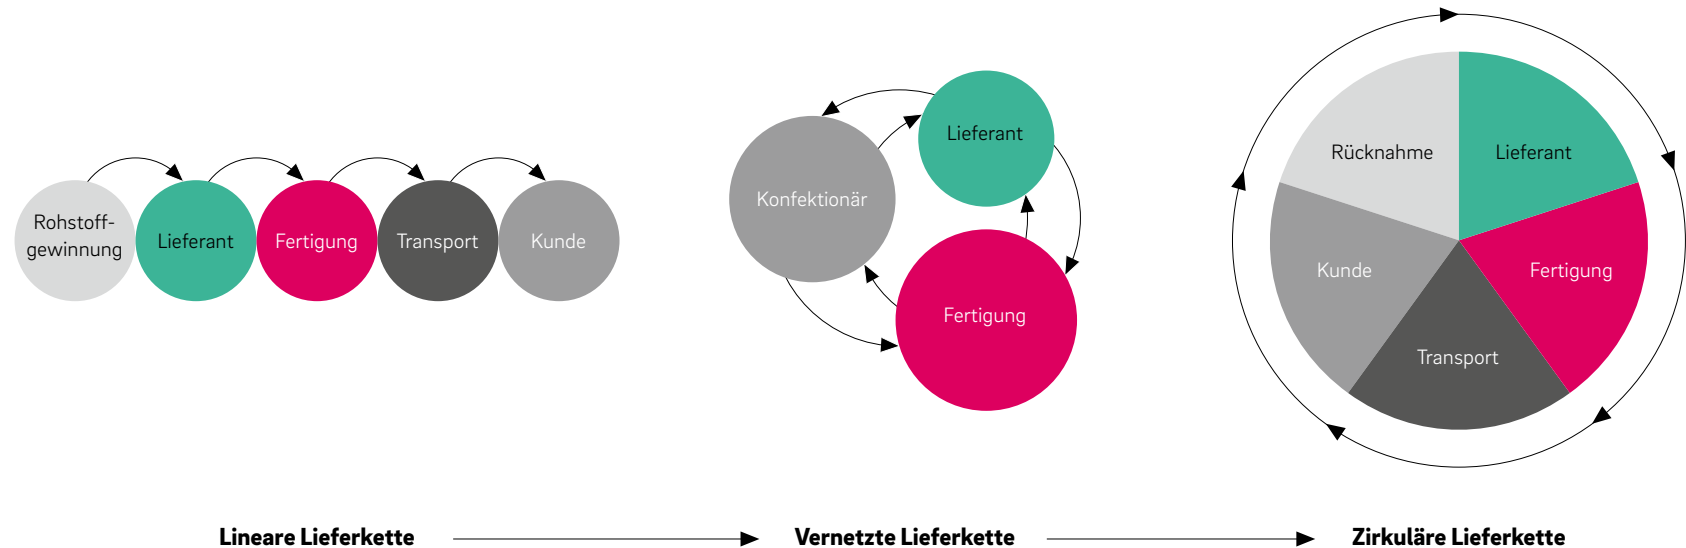 Rohstoff-
gewinnung
Lieferant
Fertigung
Transport
Kunde
Konfektionär
Lieferant
Fertigung
Rücknahme
Lieferant
Kunde
Fertigung
Transport
Lineare Lieferkette
Vernetzte Lieferkette
Zirkuläre Lieferkette